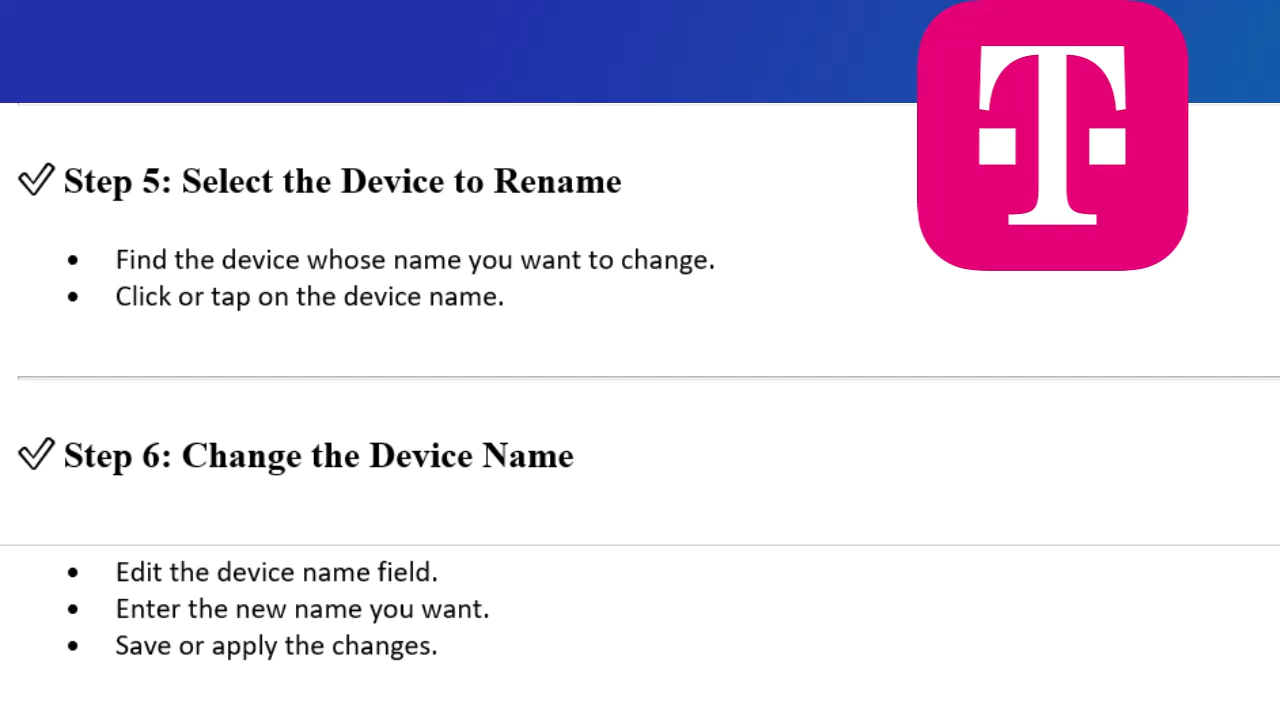 T
✓ Step 5: Select the Device to Rename
• Find the device whose name you want to change.
• Click or tap on the device name.
✓ Step 6: Change the Device Name
• Edit the device name field.
• Enter the new name you want.
• Save or apply the changes.